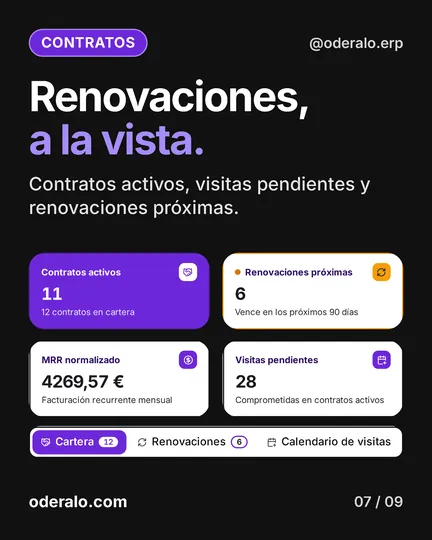 CONTRATOS
@oderalo.erp
Renovaciones,
a la vista.
Contratos activos, visitas pendientes y
renovaciones próximas.
Contratos activos
11
12 contratos en cartera
Renovaciones próximas
6
Vence en los próximos 90 días
MRR normalizado
4269,57 €
Facturación recurrente mensual
Visitas pendientes
28
Comprometidas en contratos activos
Cartera 12
Renovaciones 6
Calendario de visitas
oderalo.com
07 / 09